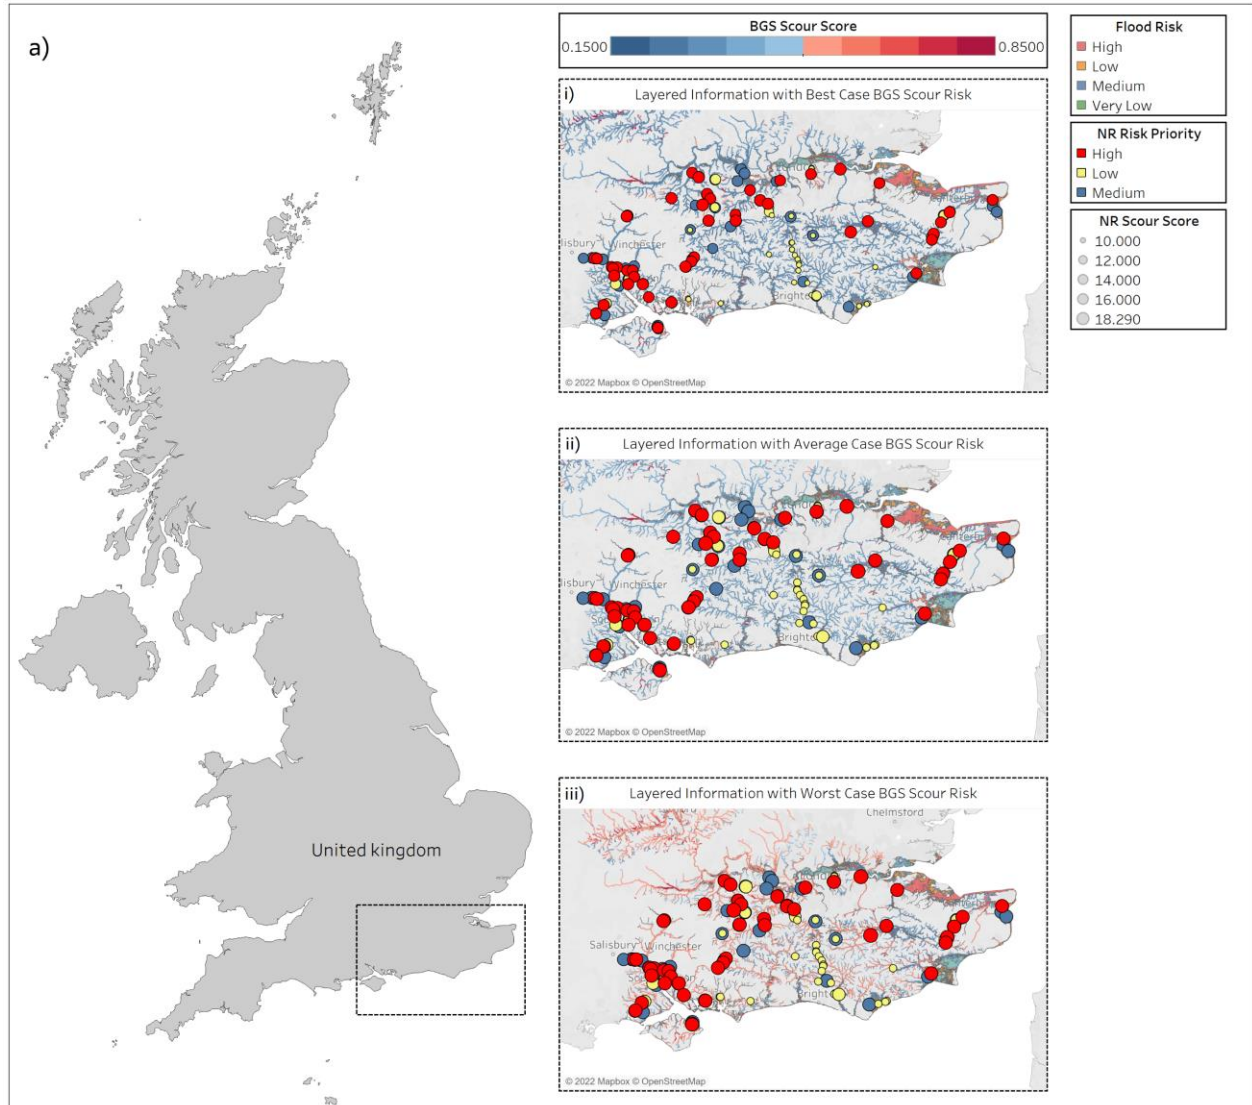 a)
United kingdom
BGS Scour Score
0.1500
0.8500
Flood Risk
High
Low
Medium
Very Low
NR Risk Priority
High
Low
Medium
NR Scour Score
10.000
12.000
14.000
16.000
18.290
i)
Layered Information with Best Case BGS Scour Risk
Winchester
© 2022 Mapbox © OpenStreetMap
ii)
Layered Information with Average Case BGS Scour Risk
Winchester
© 2022 Mapbox © OpenStreetMap
iii)
Layered Information with Worst Case BGS Scour Risk
Chelmsford
Salisbury
Winchester
© 2022 Mapbox © OpenStreetMap